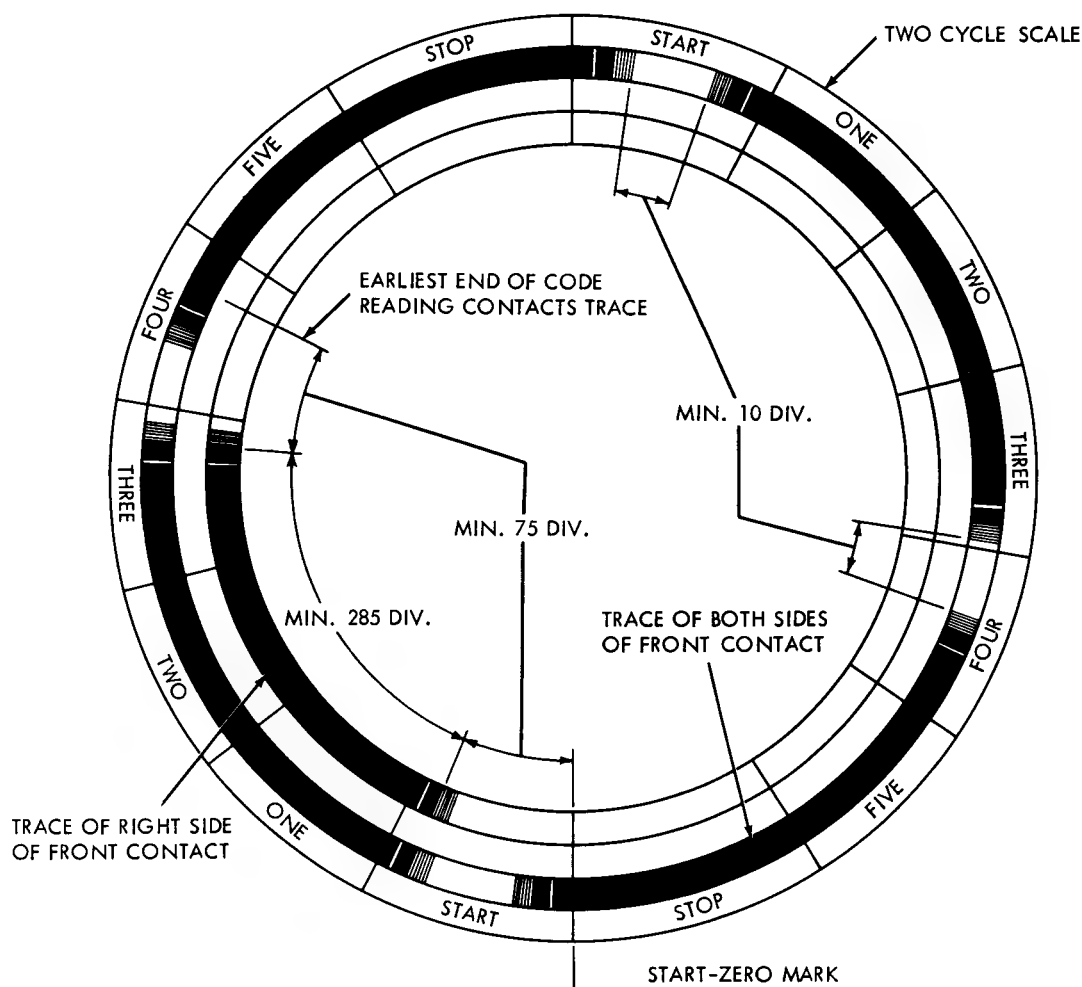 TWO CYCLE SCALE
STOP
START
ONE
FIVE
TWO
FOUR
EARLIEST END OF CODE
READING CONTACTS TRACE
MIN. 10 DIV.
THREE
THREE
MIN. 75 DIV.
MIN. 285 DIV.
TRACE OF BOTH SIDES
OF FRONT CONTACT
FOUR
TWO
FIVE
ONE
TRACE OF RIGHT SIDE
OF FRONT CONTACT
START
STOP
START-ZERO MARK